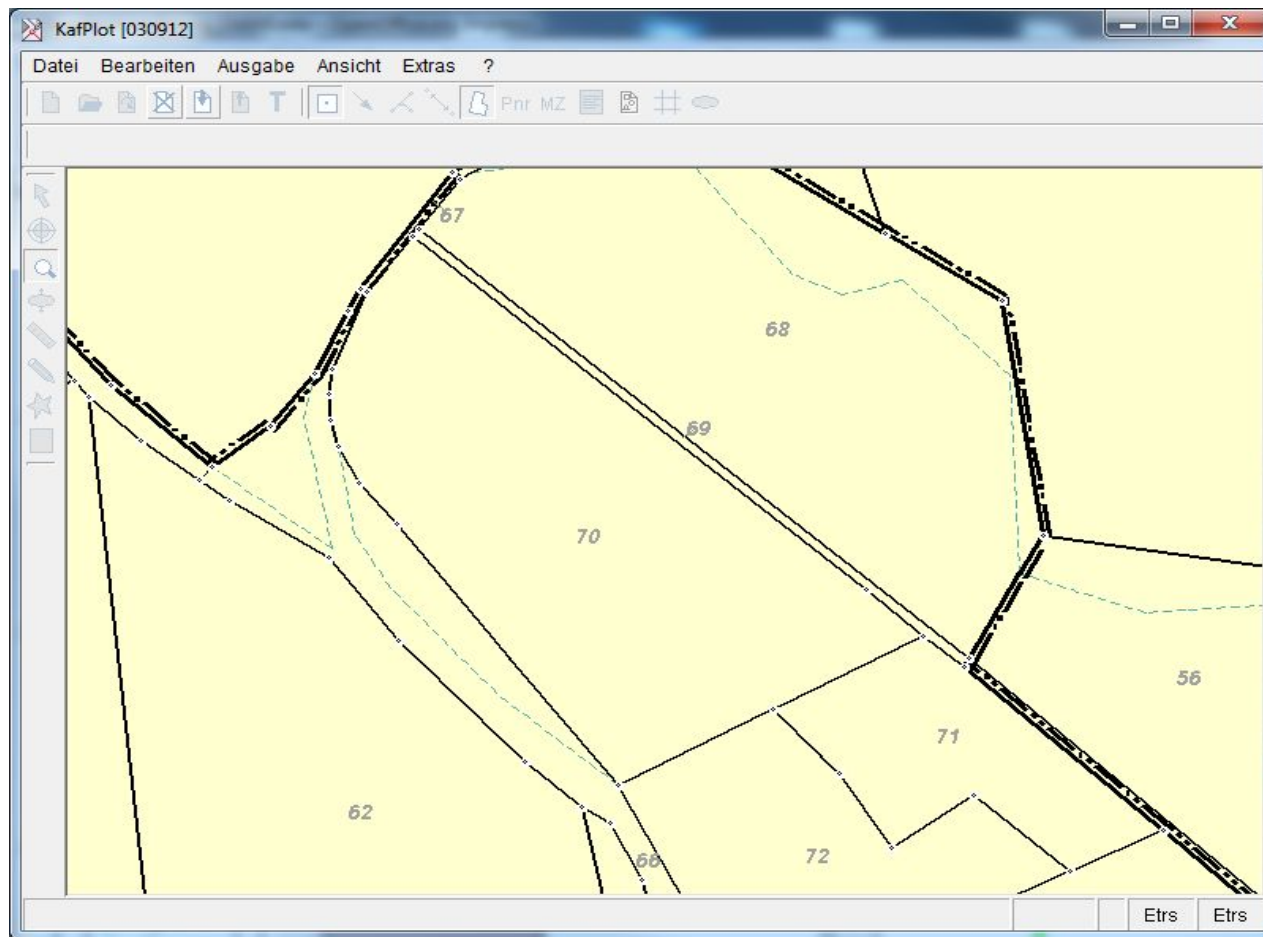 KafPlot [030912]
Datei Bearbeiten Ausgabe Ansicht Extras ?
T Pnr MZ
67
68
69
70
56
71
62
72
66
Etrs Etrs